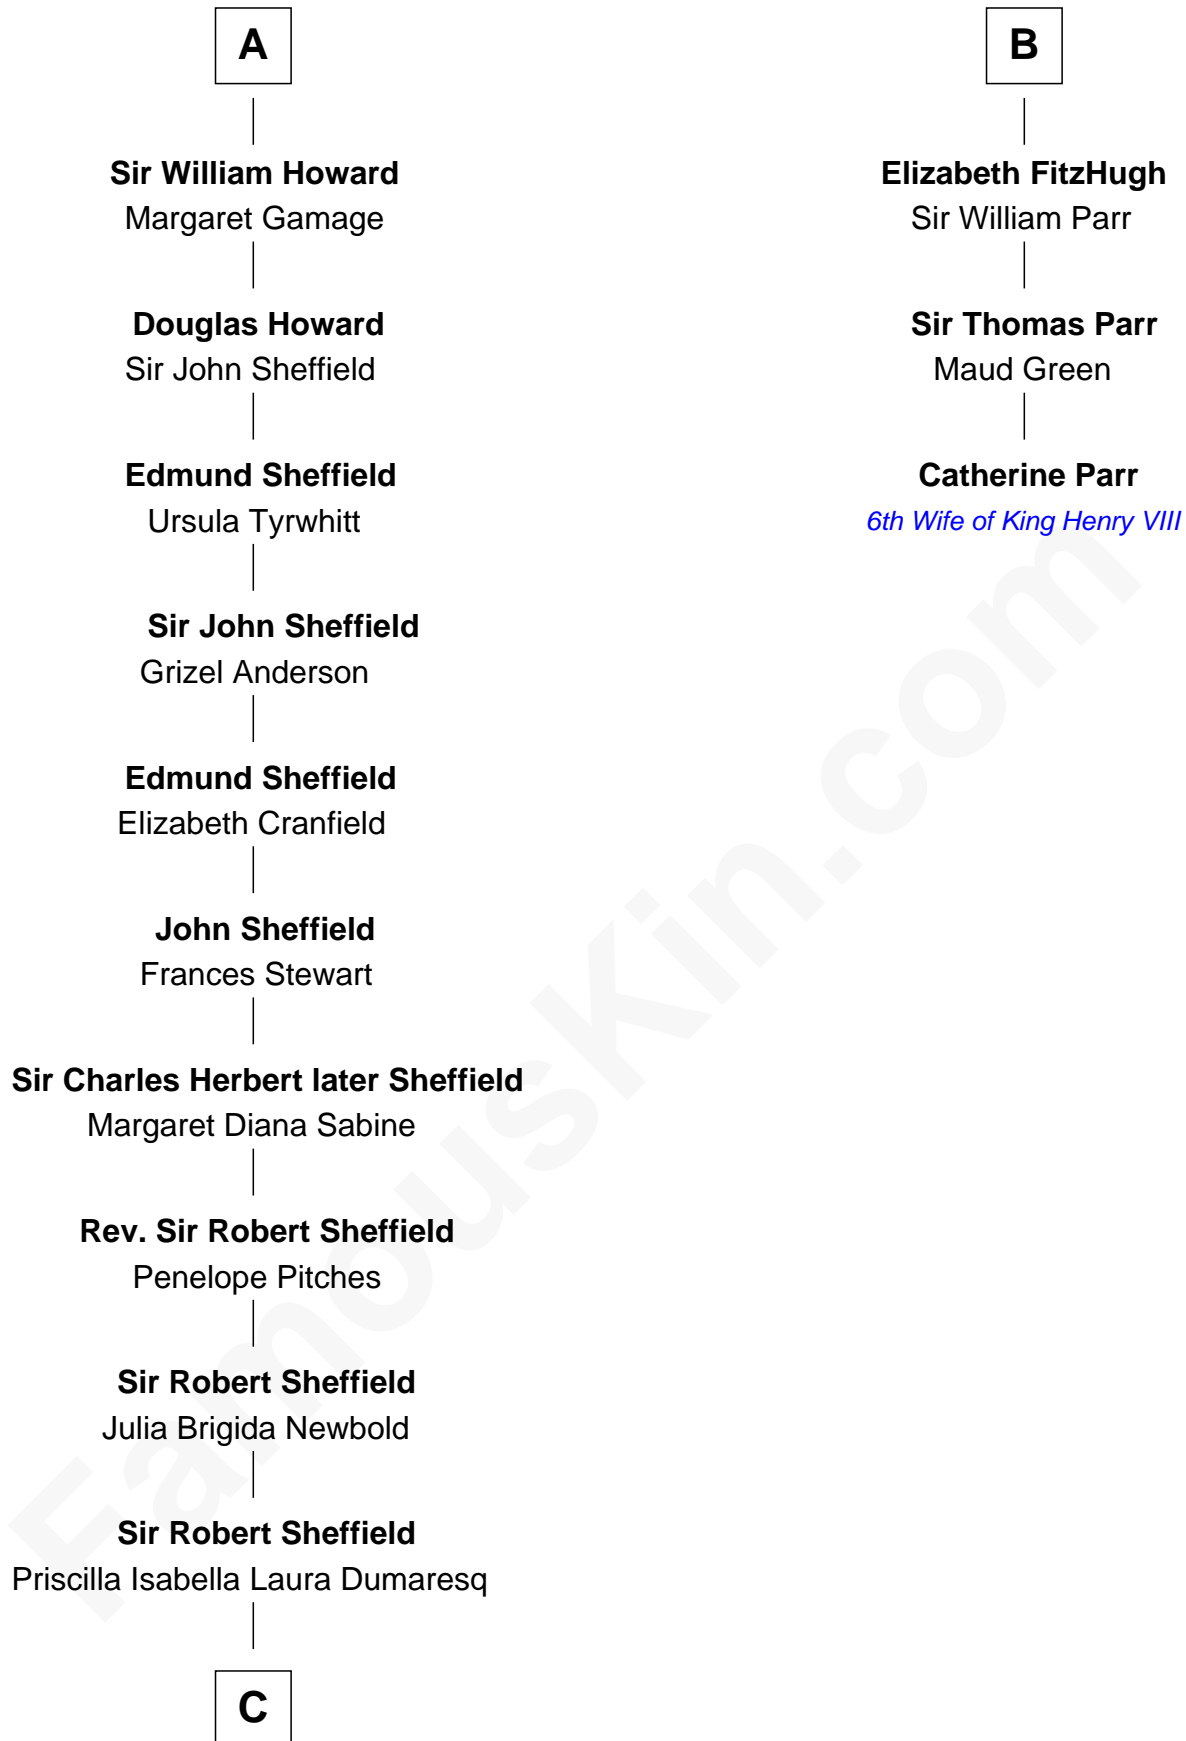 A
Sir William Howard
Margaret Gamage
Douglas Howard
Sir John Sheffield
Edmund Sheffield
Ursula Tyrwhitt
Sir John Sheffield
Grizel Anderson
Edmund Sheffield
Elizabeth Cranfield
John Sheffield
Frances Stewart
Sir Charles Herbert later Sheffield
Margaret Diana Sabine
Rev. Sir Robert Sheffield
Penelope Pitches
Sir Robert Sheffield
Julia Brigida Newbold
Sir Robert Sheffield
Priscilla Isabella Laura Dumaresq
C
B
Elizabeth FitzHugh
Sir William Parr
Sir Thomas Parr
Maud Green
Catherine Parr
6th Wife of King Henry VIII
FamousKin.com